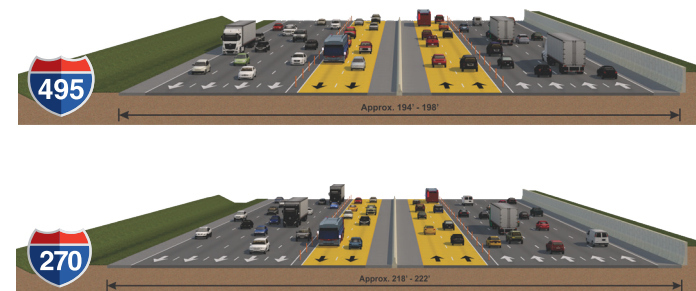 495
Approx. 194' - 198'
270
Approx. 218' - 222'